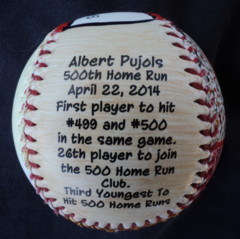 Albert Pujols
500th Home Run
April 22, 2014
First player to hit
#499 and #500
in the same game.
26th player to join
the 500 Home Run
Club.
Third Youngest To
Hit 500 Home Runs